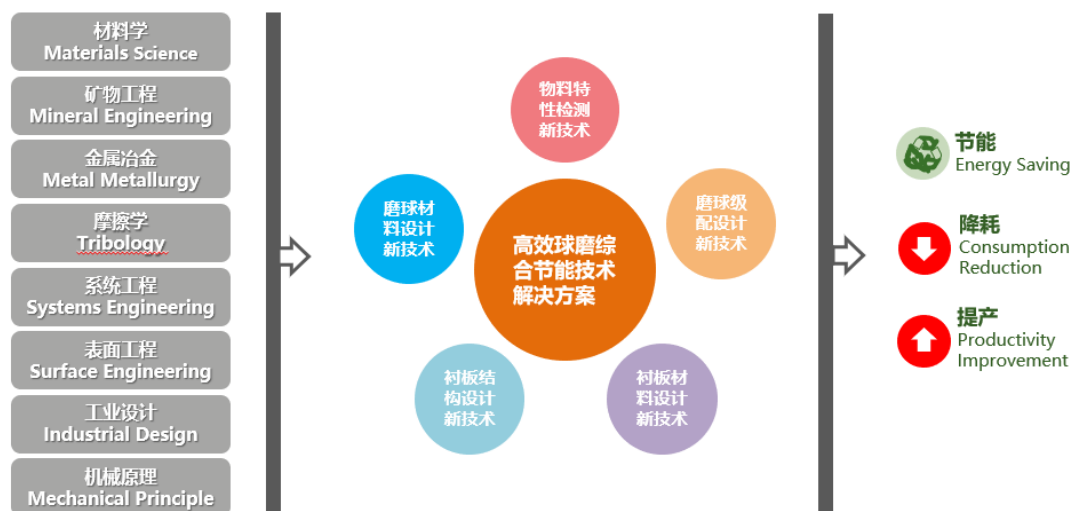 材料学
Materials Science
矿物工程
Mineral Engineering
金属冶金
Metal Metallurgy
摩擦学
Tribology
系统工程
Systems Engineering
表面工程
Surface Engineering
工业设计
Industrial Design
机械原理
Mechanical Principle
物料特
性检测
新技术
磨球材
料设计
新技术
磨球级
配设计
新技术
高效球磨综
合节能技术
解决方案
衬板结
构设计
新技术
衬板材
料设计
新技术
节能
Energy Saving
降耗
Consumption
Reduction
提产
Productivity
Improvement